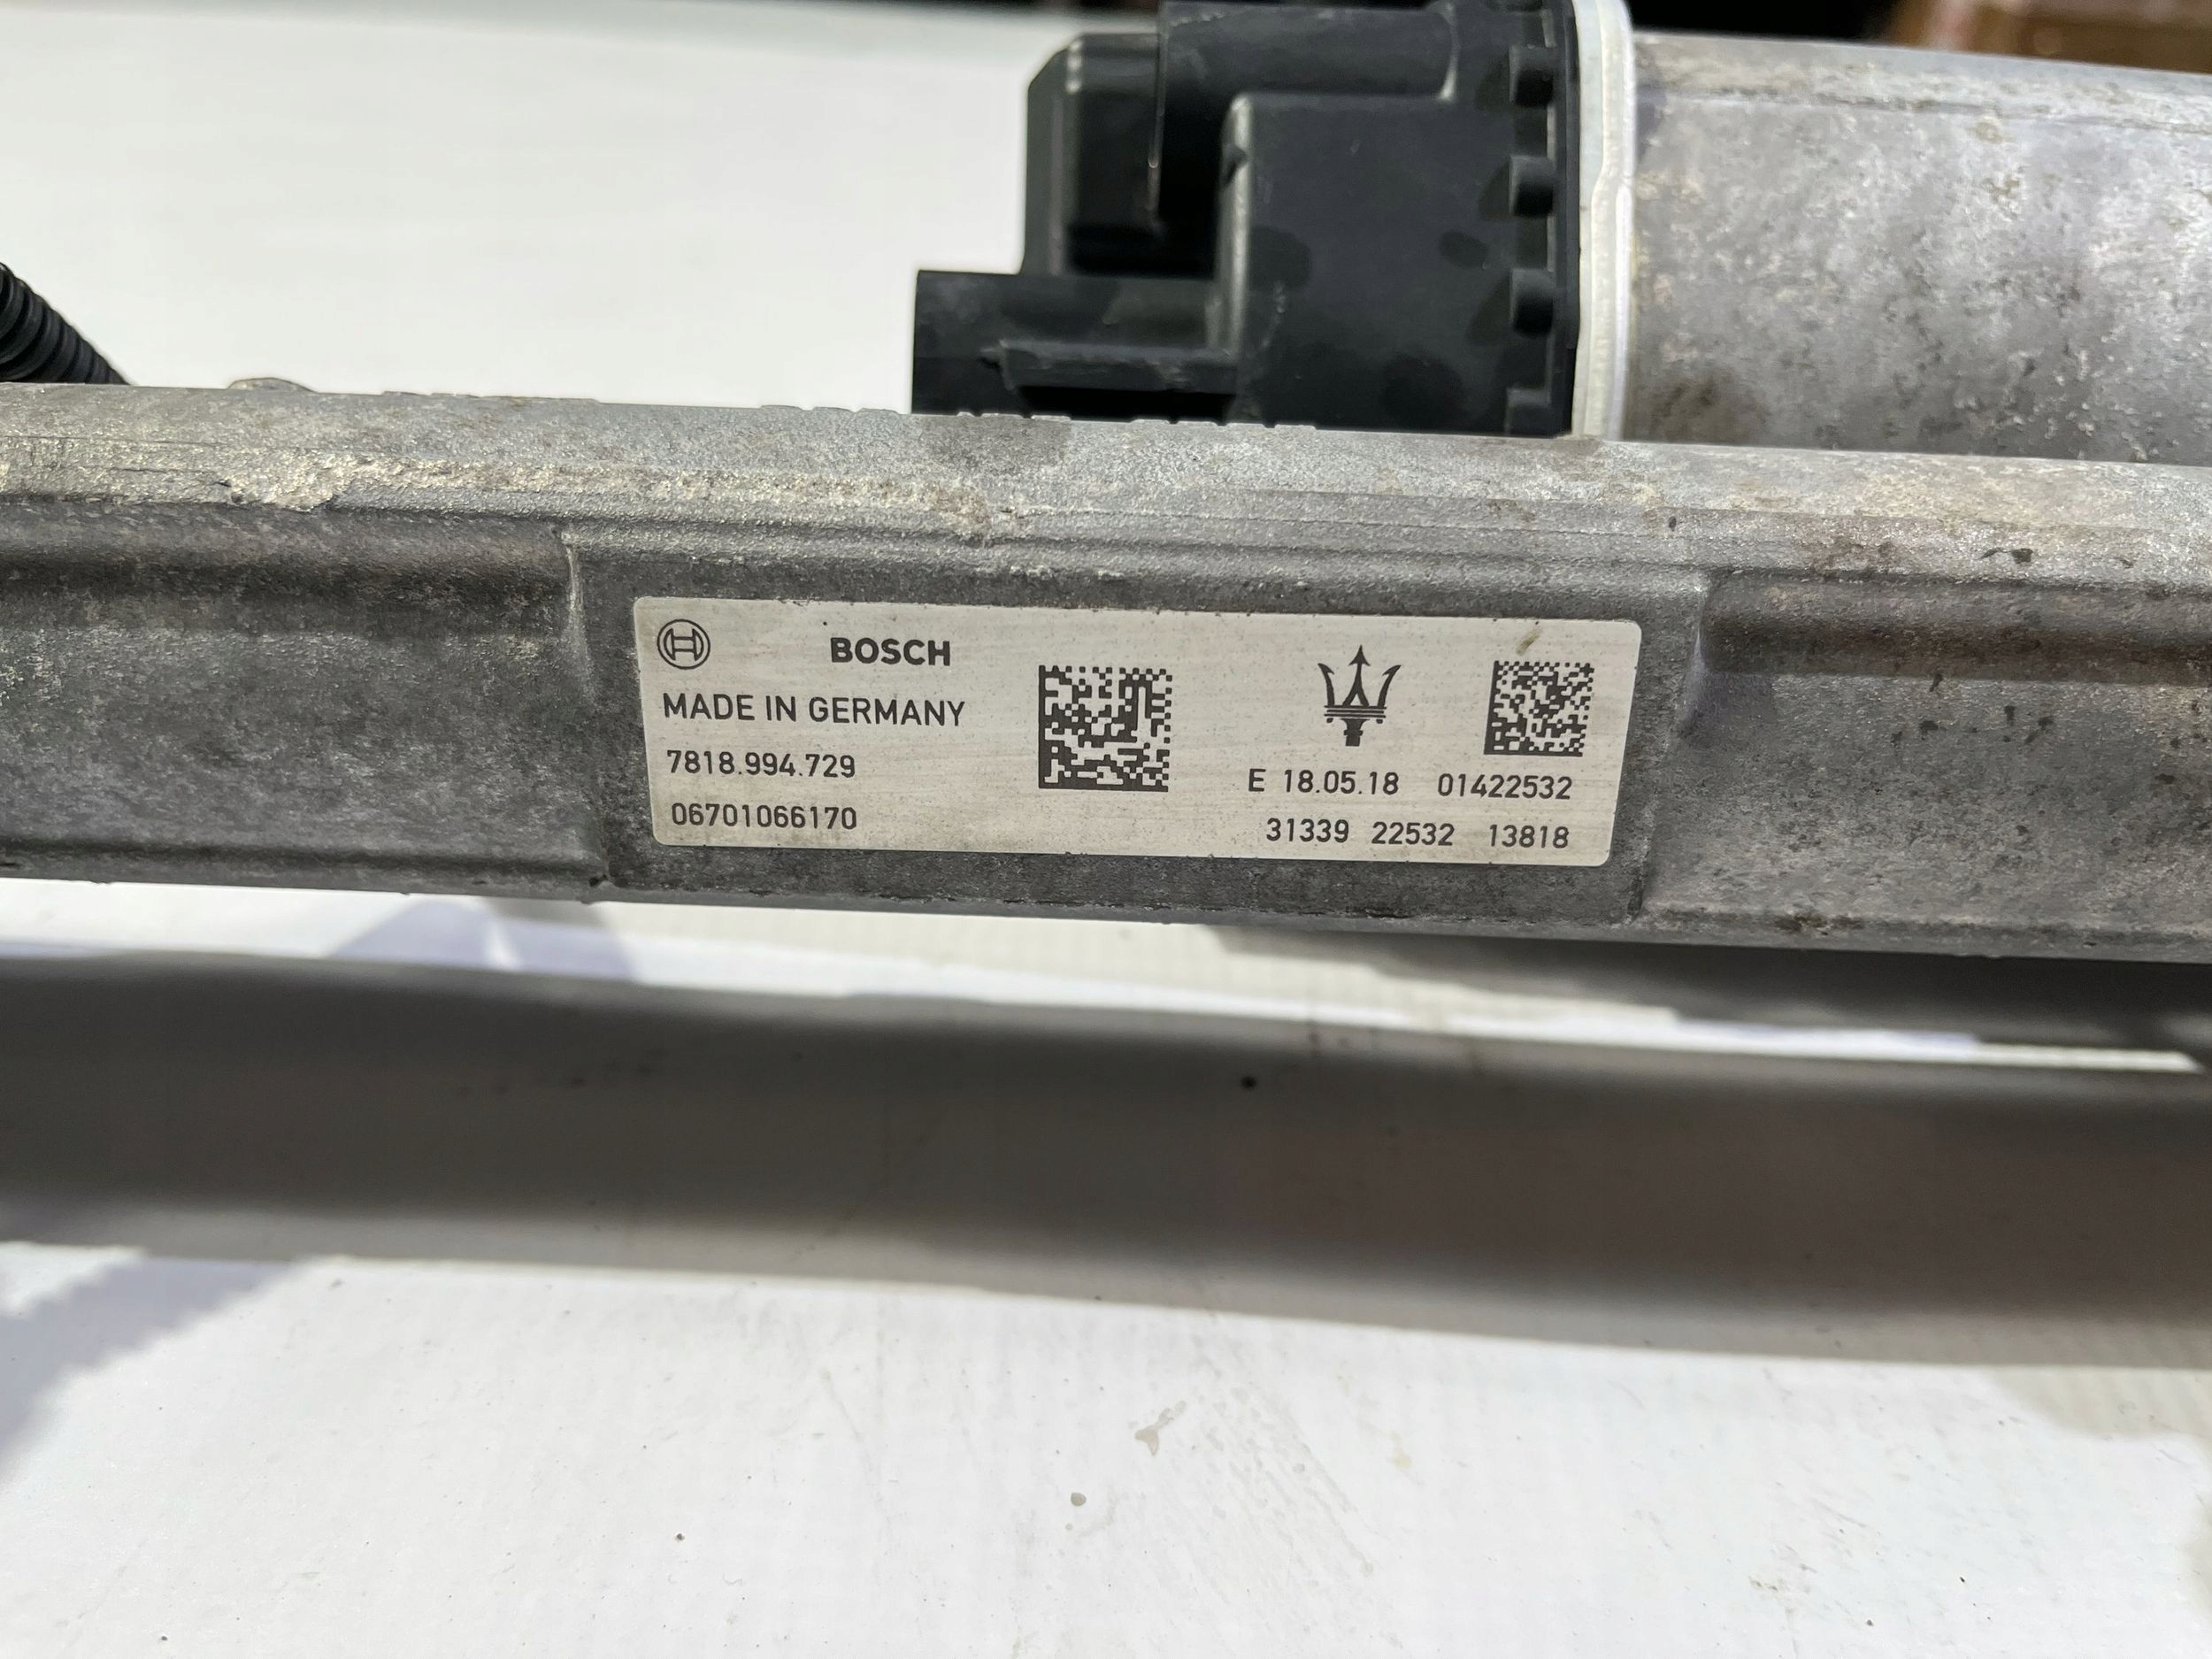 BOSCH
MADE IN GERMANY
7818.994.729
06701066170
E 18.05.18 01422532
31339 22532 13818